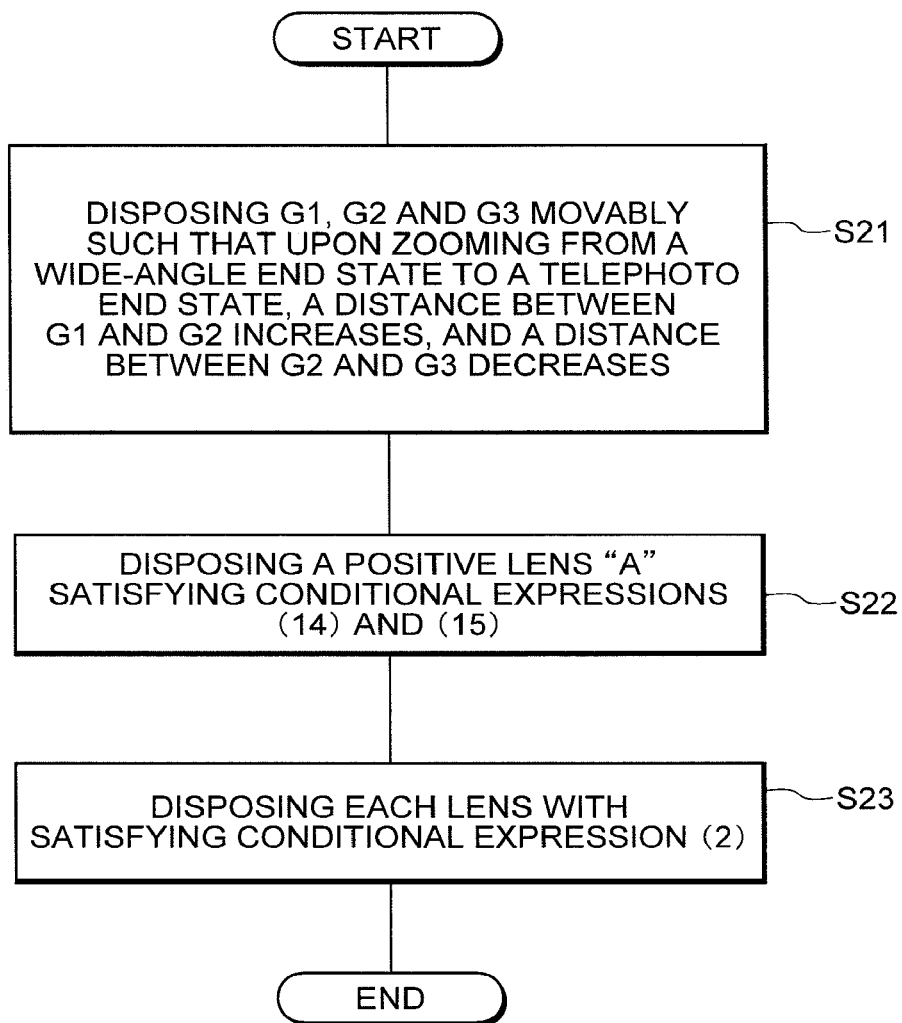 START
DISPOSING G1, G2 AND G3 MOVABLY
SUCH THAT UPON ZOOMING FROM A
WIDE-ANGLE END STATE TO A TELEPHOTO
END STATE, A DISTANCE BETWEEN
G1 AND G2 INCREASES, AND A DISTANCE
BETWEEN G2 AND G3 DECREASES
S21
DISPOSING A POSITIVE LENS “A”
SATISFYING CONDITIONAL EXPRESSIONS
(14) AND (15)
S22
DISPOSING EACH LENS WITH
SATISFYING CONDITIONAL EXPRESSION (2)
S23
END